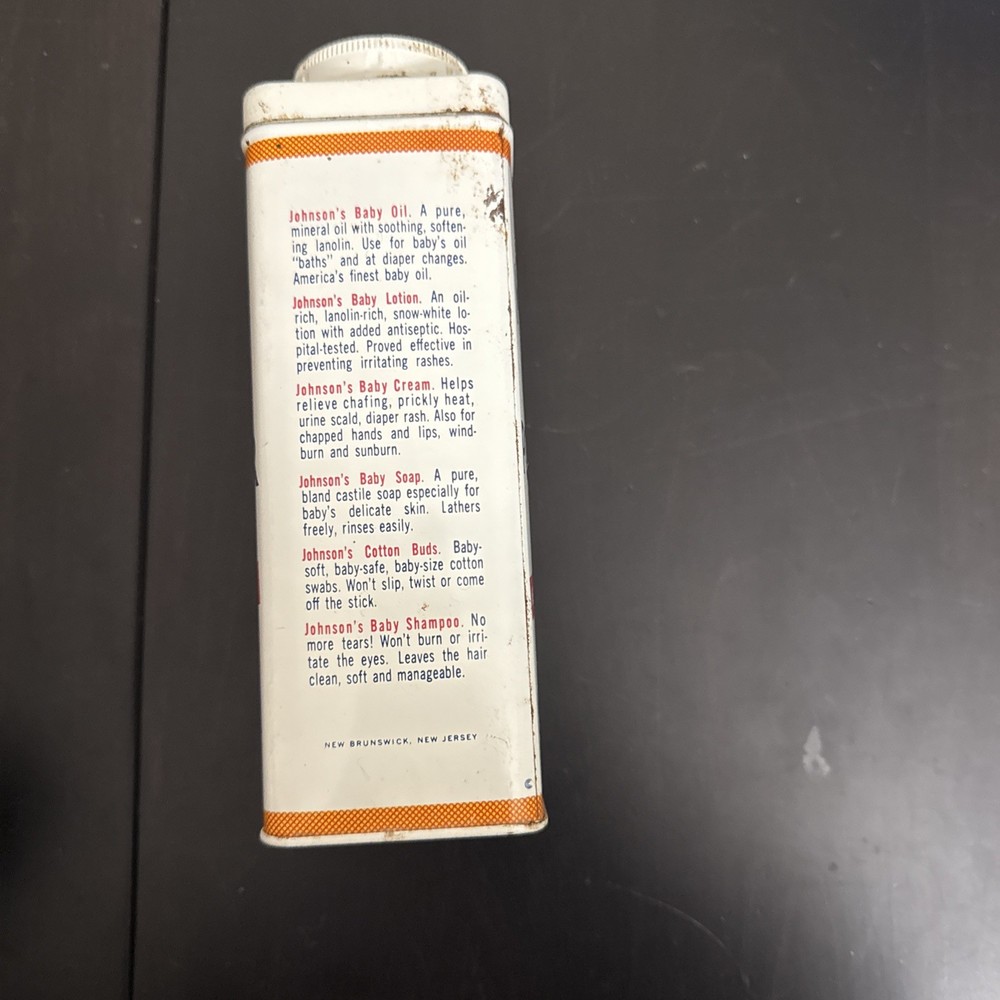 Johnson's Baby Oil. A pure,
mineral oil with soothing, soften-
ing lanolin. Use for baby's oil
"baths" and at diaper changes.
America's finest baby oil.
Johnson's Baby Lotion. An oil-
rich, lanolin-rich, snow-white lo-
tion with added antiseptic. Hos-
pital-tested. Proved effective in
preventing irritating rashes.
Johnson's Baby Cream. Helps
relieve chafing, prickly heat,
urine scald, diaper rash. Also for
chapped hands and lips, wind-
burn and sunburn.
Johnson's Baby Soap. A pure,
bland castile soap especially for
baby's delicate skin. Lathers
freely, rinses easily.
Johnson's Cotton Buds. Baby-
soft, baby-safe, baby-size cotton
swabs. Won't slip, twist or come
off the stick.
Johnson's Baby Shampoo. No
more tears! Won't burn or irri-
tate the eyes. Leaves the hair
clean, soft and manageable.
NEW BRUNSWICK, NEW JERSEY